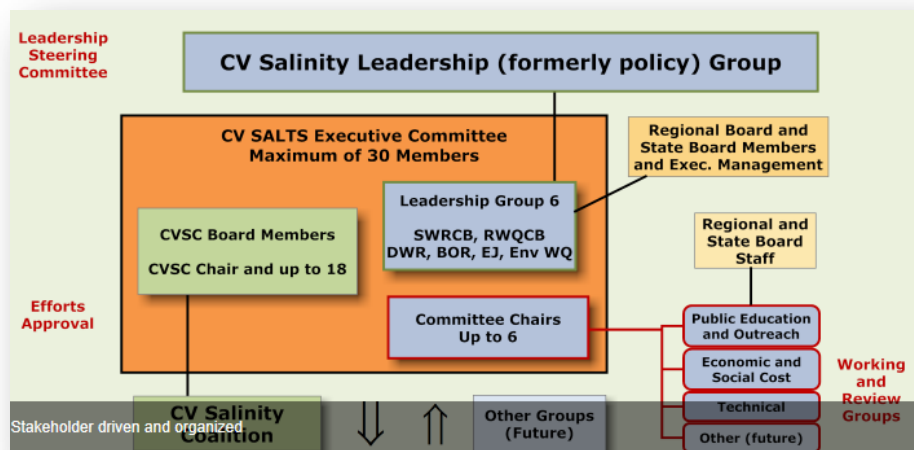 Leadership
Steering
Committee
CV Salinity Leadership (formerly policy) Group
CV SALTS Executive Committee
Maximum of 30 Members
Regional Board and
State Board Members
and Exec. Management
Leadership Group 6
SWRCB, RWQCB
DWR, BOR, EJ, Env WQ
CVSC Board Members
CVSC Chair and up to 18
Regional and
State Board
Staff
Efforts
Approval
Committee Chairs
Up to 6
Public Education
and Outreach
Economic and
Social Cost
Technical
Other (future)
Working
and
Review
Groups
CV Salinity
Coalition
Other Groups
(Future)
Stakeholder driven and organized